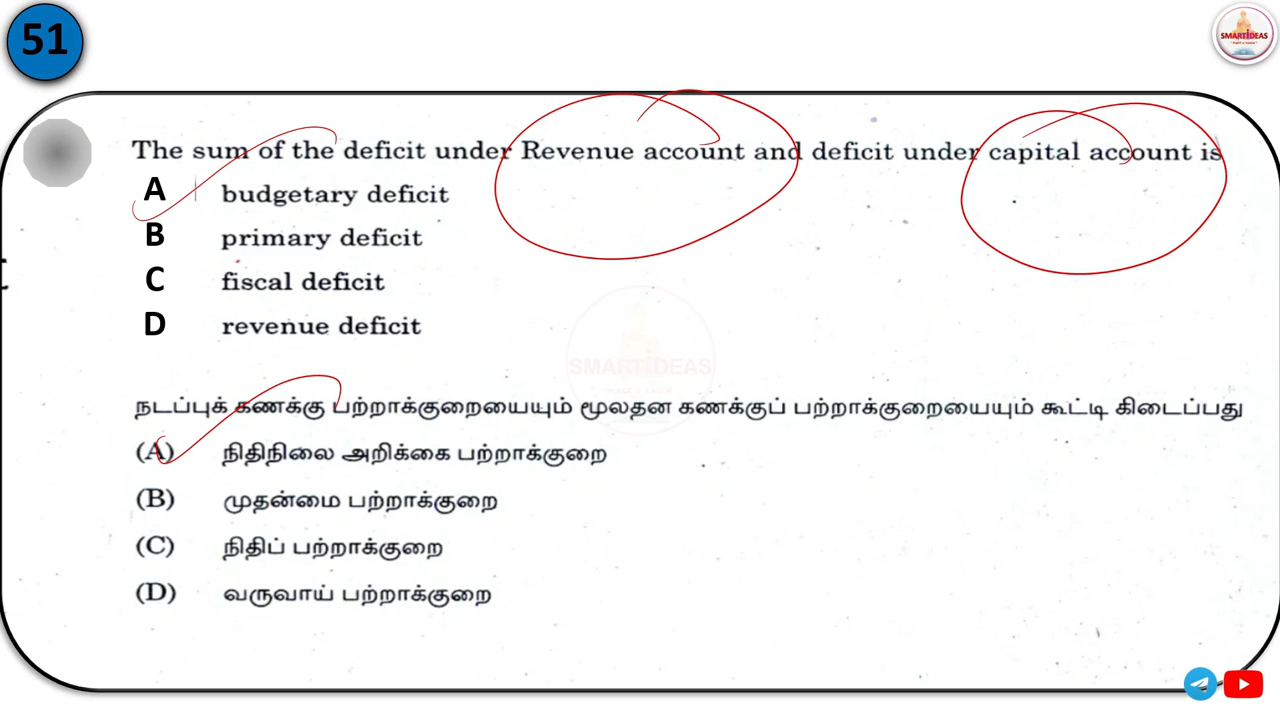 51
SMARTIDEAS
The sum of the deficit under Revenue account and deficit under capital account is
A budgetary deficit
B primary deficit
C fiscal deficit
D revenue deficit
SMARTIDEAS
நடப்புக் கணக்கு பற்றாக்குறையையும் மூலதன கணக்குப் பற்றாக்குறையையும் கூட்டி கிடைப்பது
(A) நிதிநிலை அறிக்கை பற்றாக்குறை
(B) முதன்மை பற்றாக்குறை
(C) நிதிப் பற்றாக்குறை
(D) வருவாய் பற்றாக்குறை